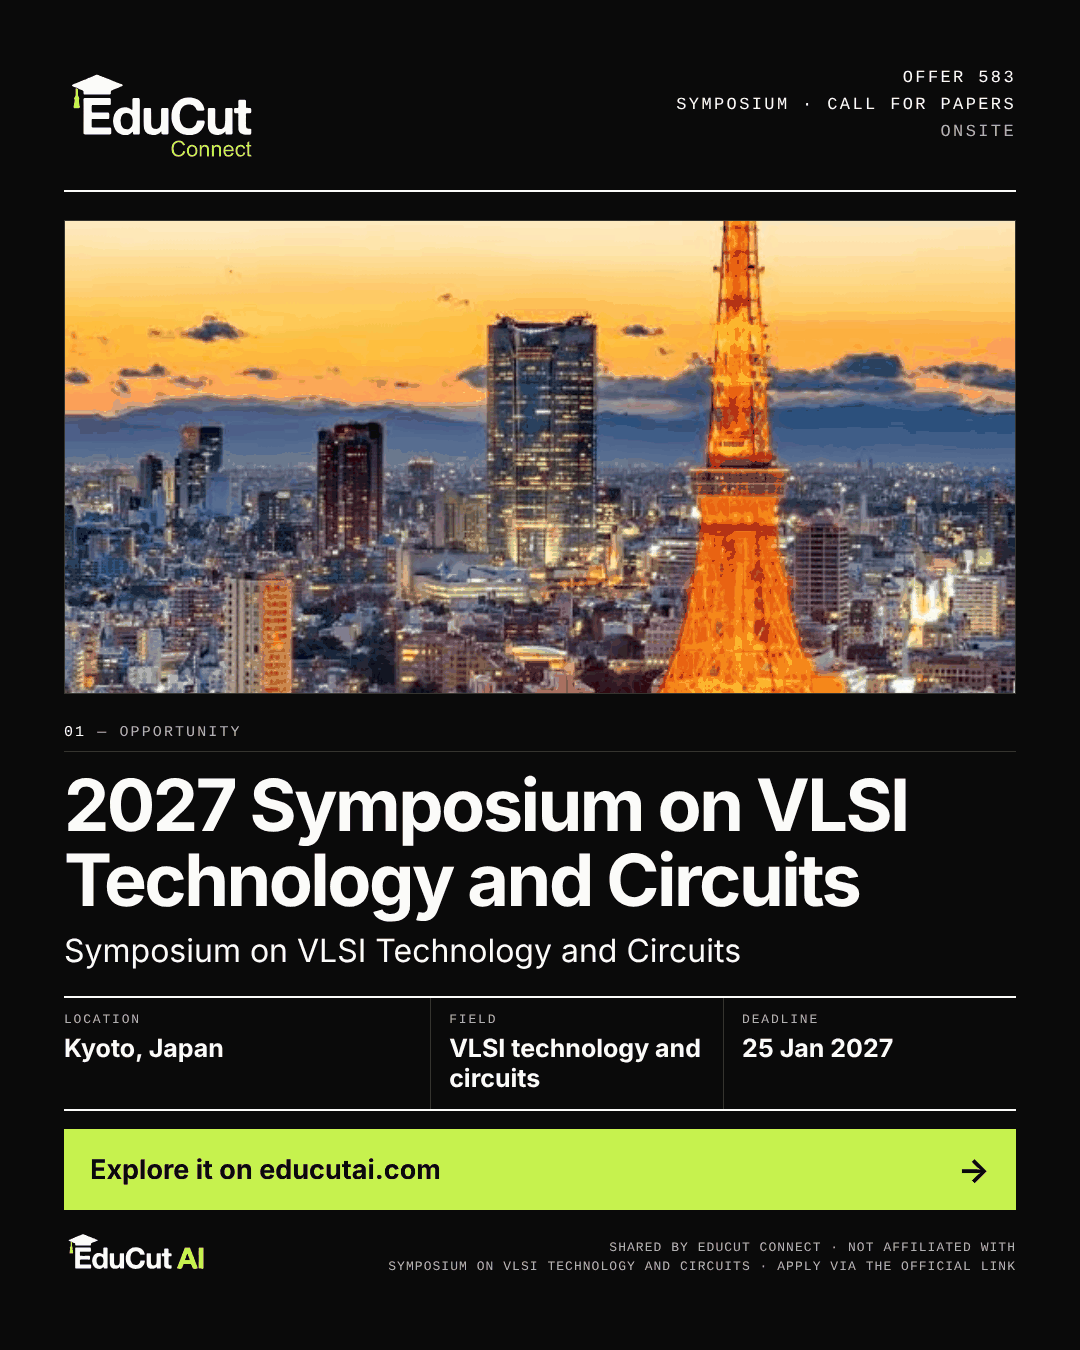 EduCut
Connect
OFFER 583
SYMPOSIUM · CALL FOR PAPERS
ONSITE
01 — OPPORTUNITY
2027 Symposium on VLSI
Technology and Circuits
Symposium on VLSI Technology and Circuits
LOCATION
Kyoto, Japan
FIELD
VLSI technology and
circuits
DEADLINE
25 Jan 2027
Explore it on educutai.com →
EduCut AI
SHARED BY EDUCUT CONNECT · NOT AFFILIATED WITH
SYMPOSIUM ON VLSI TECHNOLOGY AND CIRCUITS · APPLY VIA THE OFFICIAL LINK